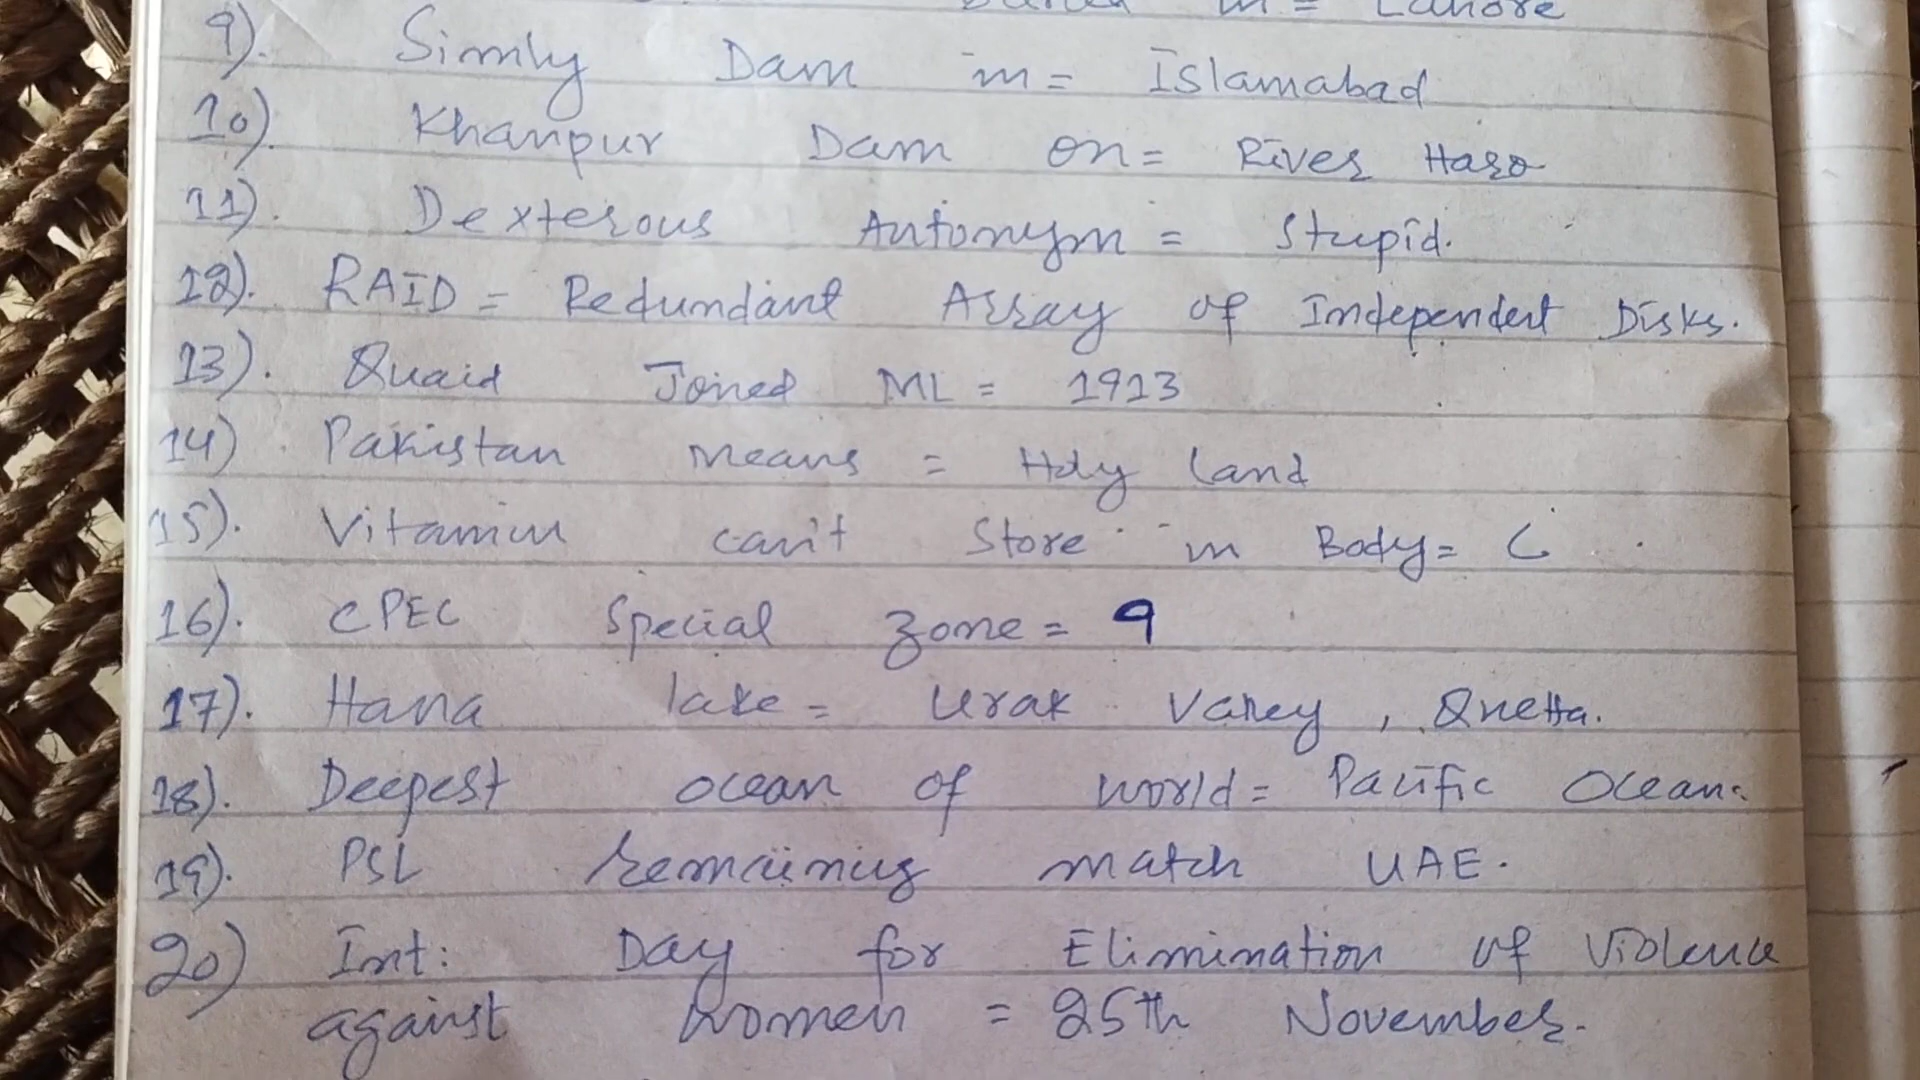 Buried in = Lahore
9). Simly Dam in = Islamabad
10) Khanpur Dam on = River Haro
11). Dexterous Antonym = Stupid.
12). RAID = Redundant Array of Independent Disks.
13). Quaid Joined ML = 1913
14) Pakistan means = Holy Land
15). Vitamin can't Store in Body = C
16). CPEC Special Zone = 9
17). Hana lake = Urak Valley, Quetta.
18). Deepest ocean of world = Pacific Ocean.
19). PSL remaining match UAE.
20) Int: Day for Elimination of Violence
against women = 25th November.